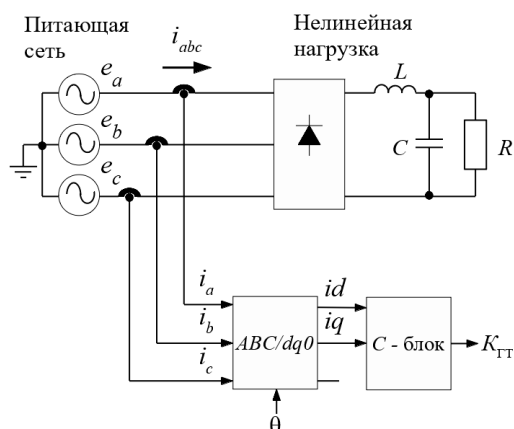 Питающая
сеть
i_abc
Нелинейная
нагрузка
e_a
L
e_b
C
R
e_c
i_a
id
i_b
iq
ABC/dq0
C - блок
K_гт
i_c
θ